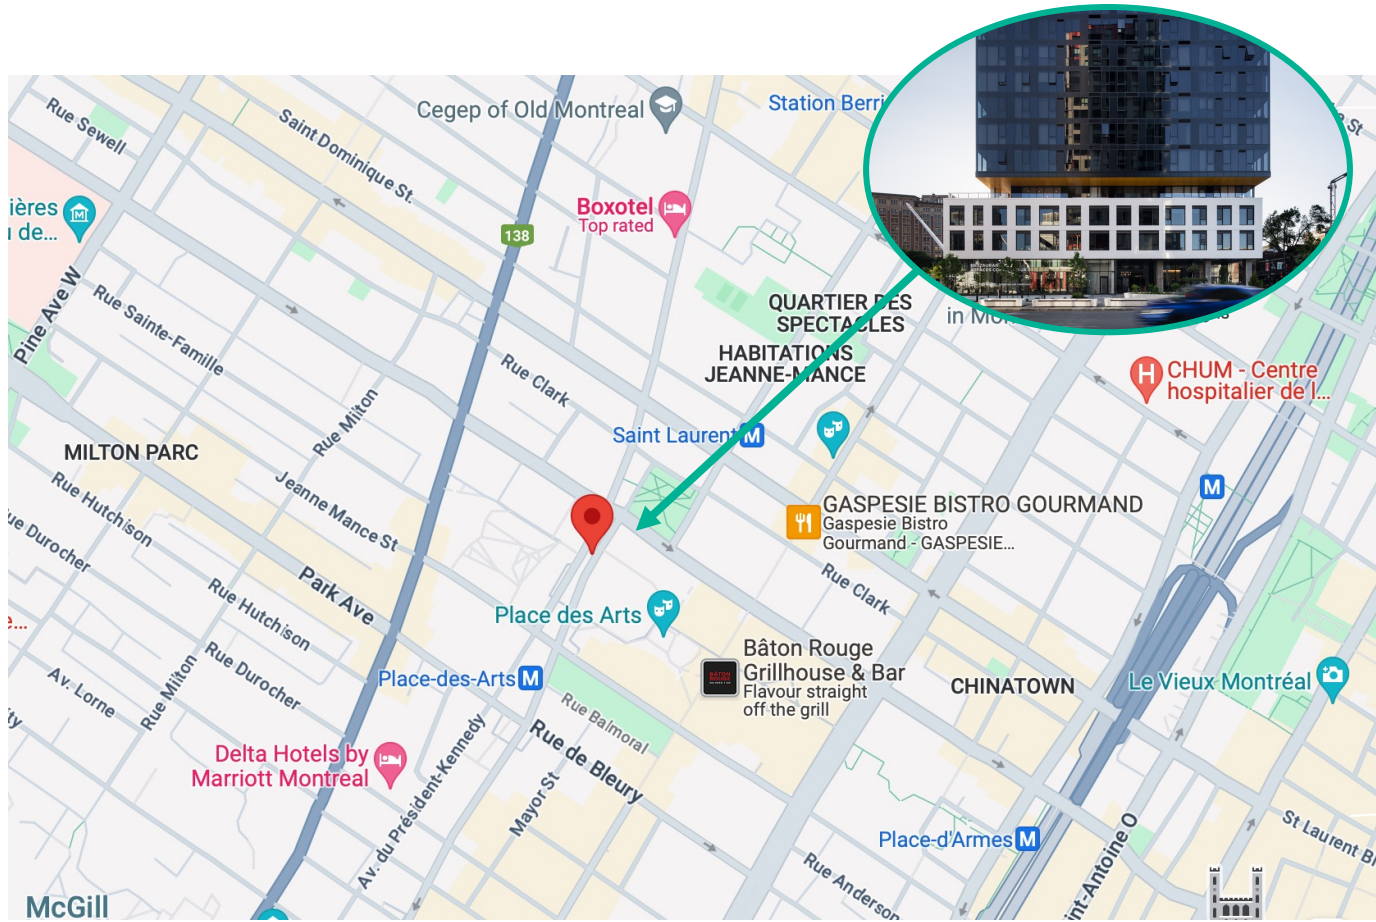 Cegep of Old Montreal
Station Berri
Rue Sewell
Saint Dominique St.
ières
de...
Boxotel
Top rated
138
Pine Ave W
Rue Sainte-Famille
QUARTIER DES
SPECTACLES
HABITATIONS
JEANNE-MANCE
CHUM - Centre
hospitalier de l...
Rue Clark
Rue Milton
Saint Laurent
M
MILTON PARC
Rue Hutchison
Jeanne Mance St
M
GASPESIE BISTRO GOURMAND
Gaspesie Bistro
Gourmand - GASPESIE...
ue Durocher
Park Ave
Rue Hutchison
Rue Clark
Place des Arts
Rue Durocher
Rue Milton
Av. Lorne
Place-des-Arts
M
Bâton Rouge
Grillhouse & Bar
Flavour straight
off the grill
CHINATOWN
Le Vieux Montréal
Rue Balmoral
Rue de Bleury
Delta Hotels by
Marriott Montreal
Av. du Président-Kennedy
Mayor St
Place-d'Armes
M
St Laurent Bl
Rue Anderson
nt-Antoine O
McGill